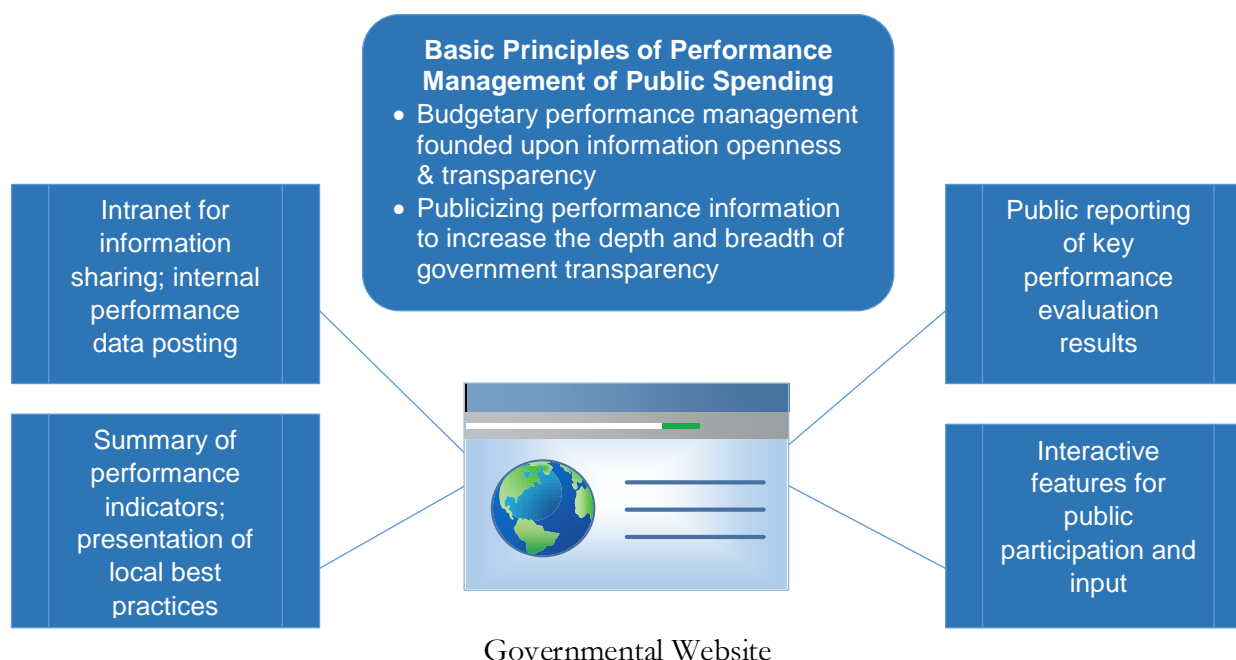 Basic Principles of Performance
Management of Public Spending
• Budgetary performance management
founded upon information openness
& transparency
• Publicizing performance information
to increase the depth and breadth of
government transparency
Intranet for
information
sharing; internal
performance
data posting
Public reporting
of key
performance
evaluation
results
Summary of
performance
indicators;
presentation of
local best
practices
Interactive
features for
public
participation and
input
Governmental Website